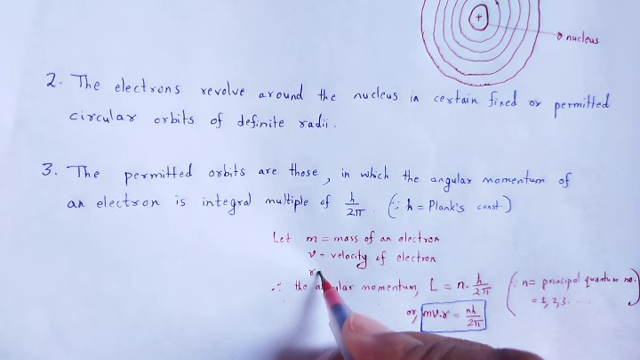 nucleus
2. The electrons revolve around the nucleus in certain fixed or permitted
circular orbits of definite radii.
3. The permitted orbits are those, in which the angular momentum of
an electron is integral multiple of h/2π. (∵ h = Plank's const)
Let m = mass of an electron
v = velocity of electron
r
∴ the angular momentum, L = n. h/2π (∵ n = principal quantum no.
= 1, 2, 3.....)
or, mv.r = nh/2π